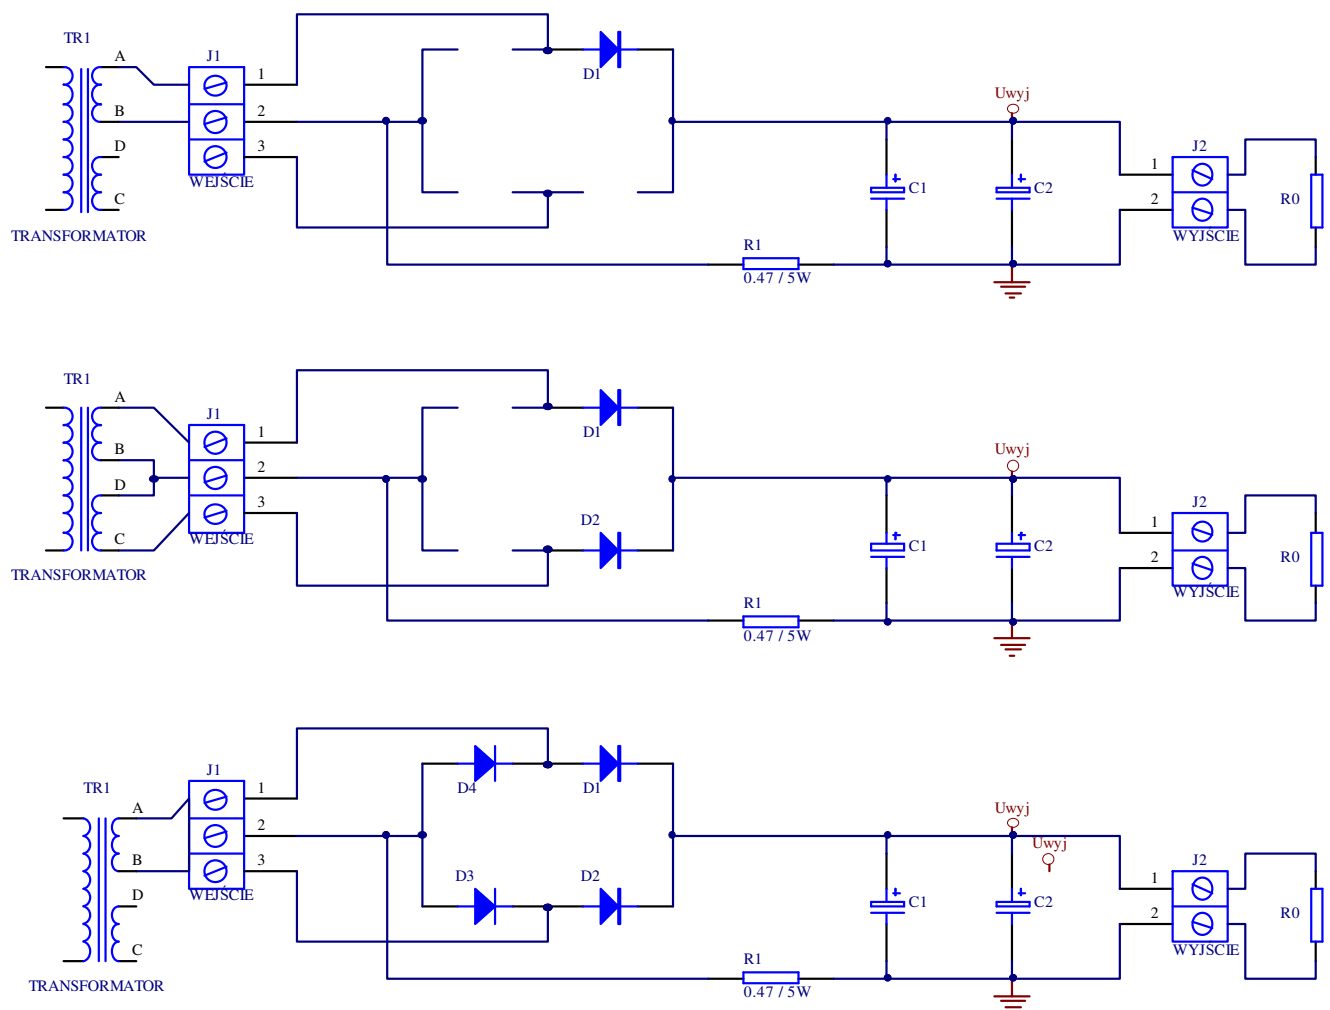 TR1
A
B
D
C
TRANSFORMATOR
J1
1
2
3
WEJŚCIE
D1
Uwyj
C1
C2
R1
0.47 / 5W
J2
1
2
WYJŚCIE
R0
TR1
A
B
D
C
TRANSFORMATOR
J1
1
2
3
WEJŚCIE
D1
D2
Uwyj
C1
C2
R1
0.47 / 5W
J2
1
2
WYJŚCIE
R0
TR1
A
B
D
C
TRANSFORMATOR
J1
1
2
3
WEJŚCIE
D4
D1
D3
D2
Uwyj
Uwyj
C1
C2
R1
0.47 / 5W
J2
1
2
WYJŚCIE
R0